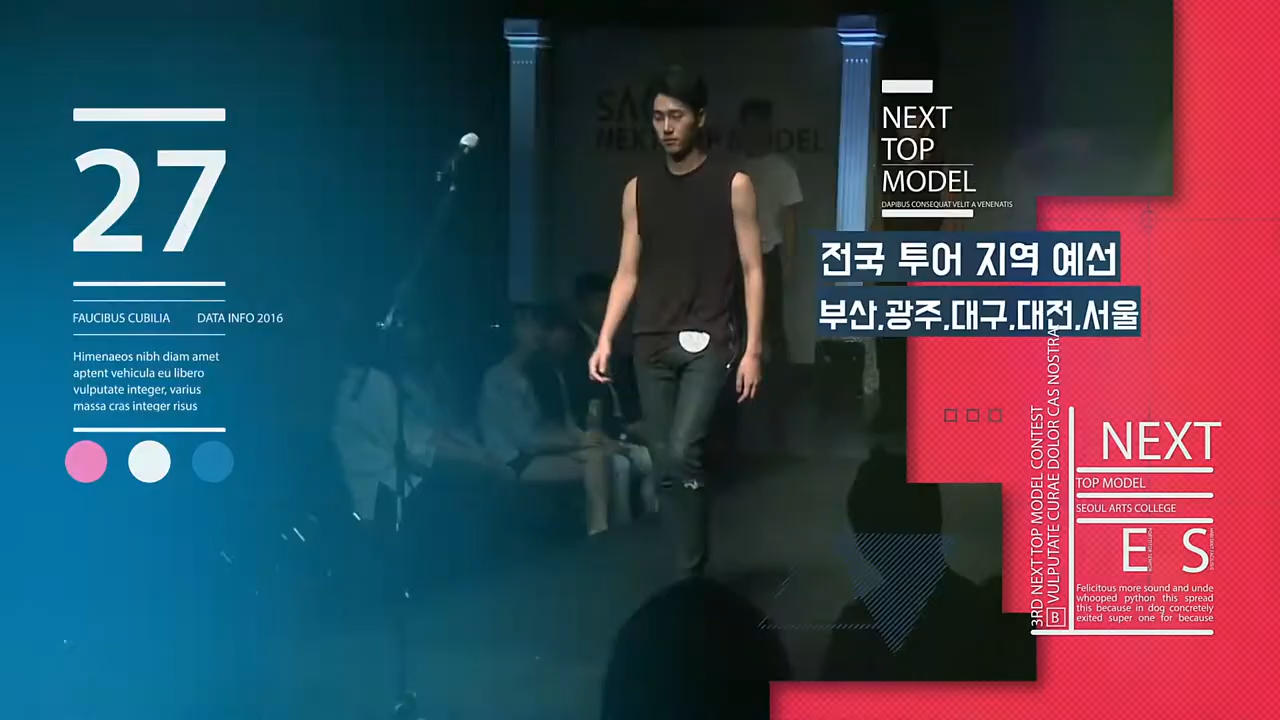 27
FAUCIBUS CUBILIA DATA INFO 2016
Himenaeos nibh diam amet
aptent vehicula eu libero
vulputate integer, varius
massa cras integer risus
NEXT TOP MODEL
NEXT
TOP
MODEL
DAPIBUS CONSEQUAT VELIT A VENENATIS
전국 투어 지역 예선
부산.광주.대구.대전.서울
3RD NEXT TOP MODEL CONTEST
B VULPUTATE CURAE DOLOR CAS NOSTRA
NEXT
TOP MODEL
SEOUL ARTS COLLEGE
E S
Felicitous more sound and unde
whooped python this spread
this because in dog concretely
exited super one for because